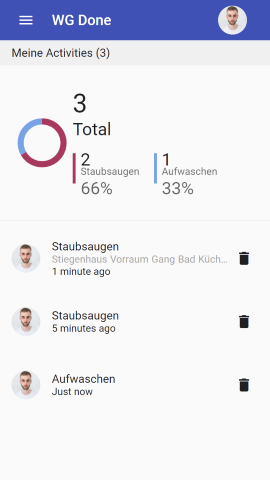 WG Done
Meine Activities (3)
3
Total
2
Staubsaugen
66%
1
Aufwaschen
33%
Staubsaugen
Stiegenhaus Vorraum Gang Bad Küch...
1 minute ago
Staubsaugen
5 minutes ago
Aufwaschen
Just now